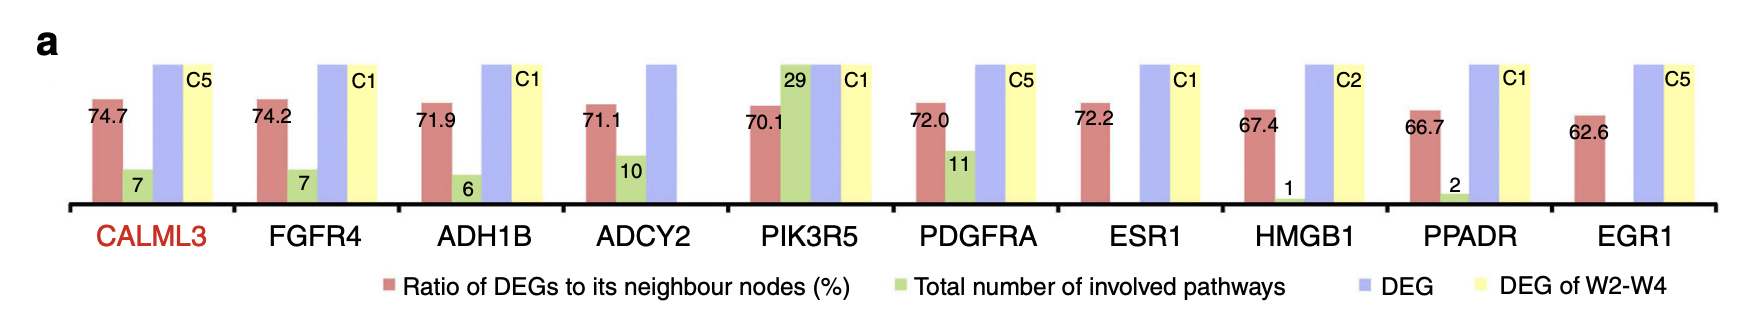 a
C5 C1 C1 29 C1 C5 C1 C2 C1 C5
74.7 74.2 71.9 71.1 70.1 72.0 72.2 67.4 66.7 62.6
7 7 6 10 11 1 2
CALML3 FGFR4 ADH1B ADCY2 PIK3R5 PDGFRA ESR1 HMGB1 PPADR EGR1
Ratio of DEGs to its neighbour nodes (%) Total number of involved pathways DEG DEG of W2-W4